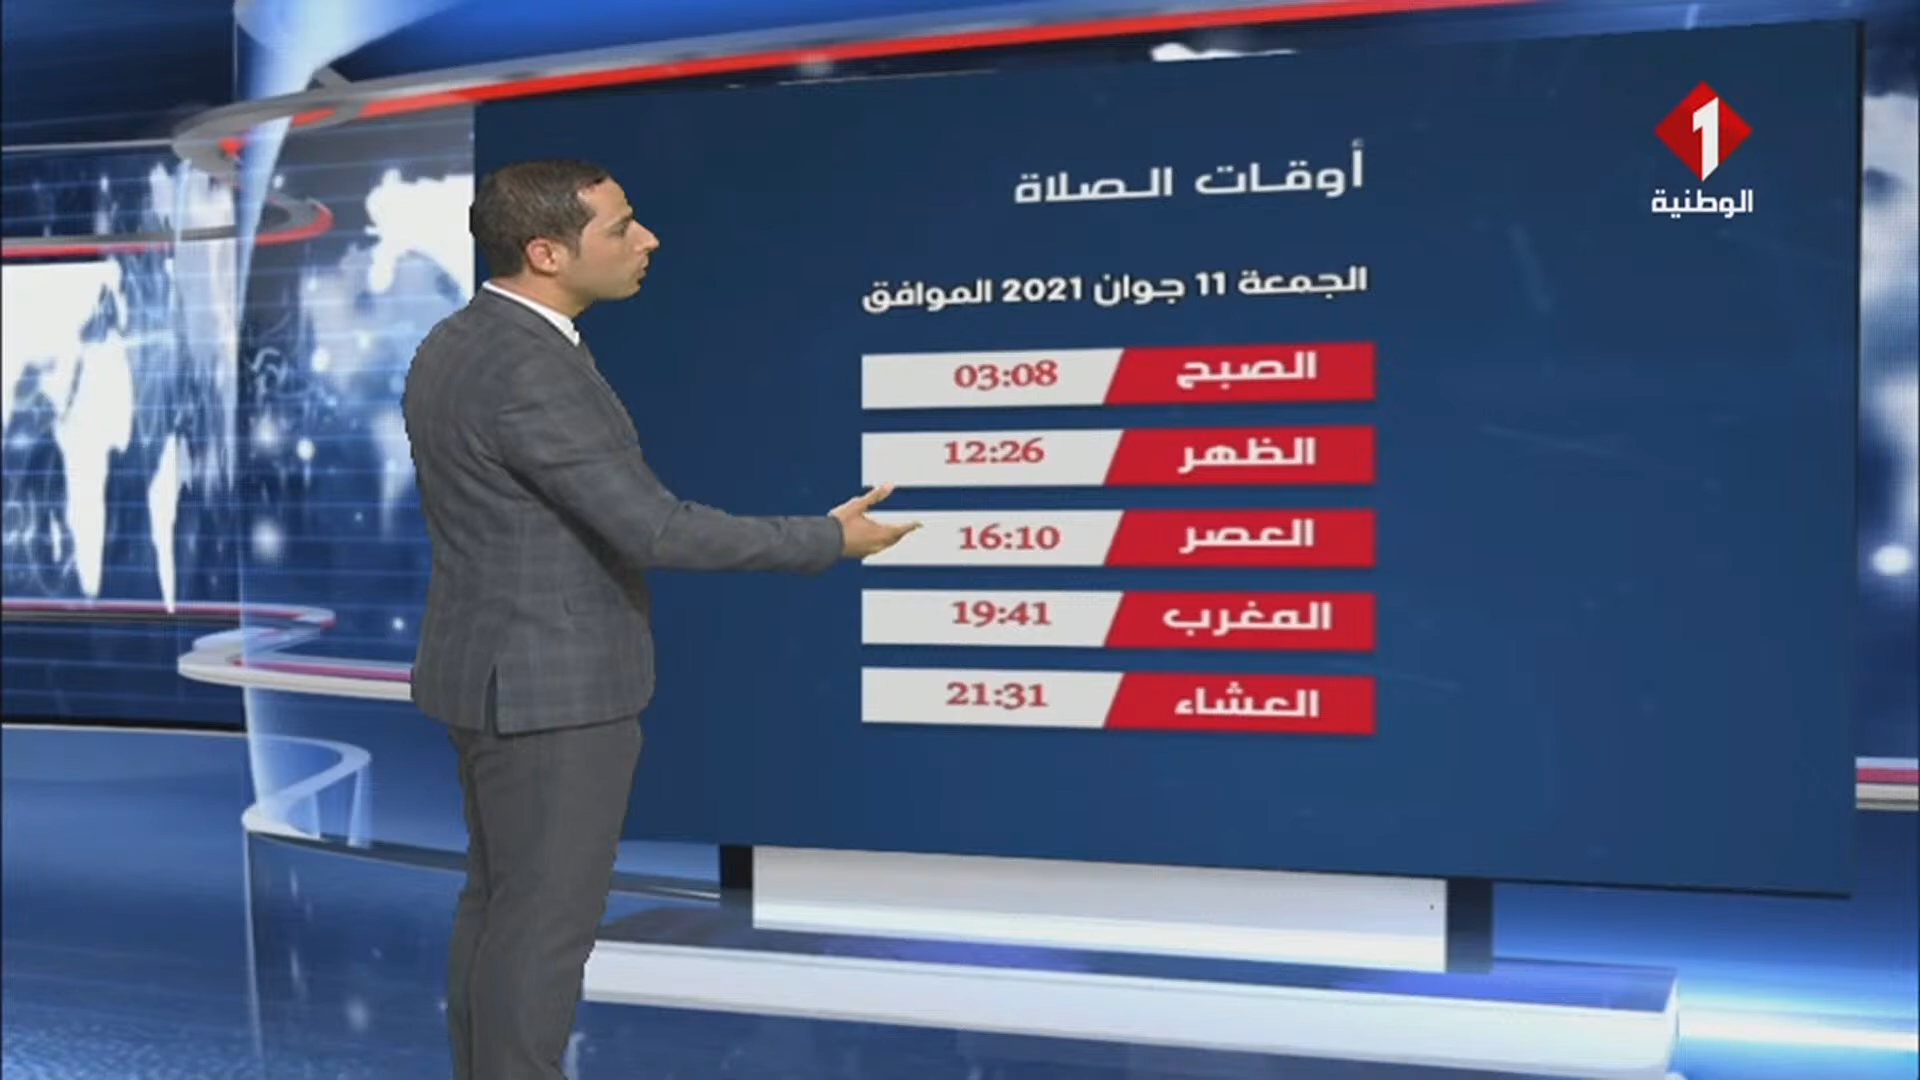 1
الوطنية
أوقات الصلاة
الجمعة 11 جوان 2021 الموافق
الصبح 03:08
الظهر 12:26
العصر 16:10
المغرب 19:41
العشاء 21:31